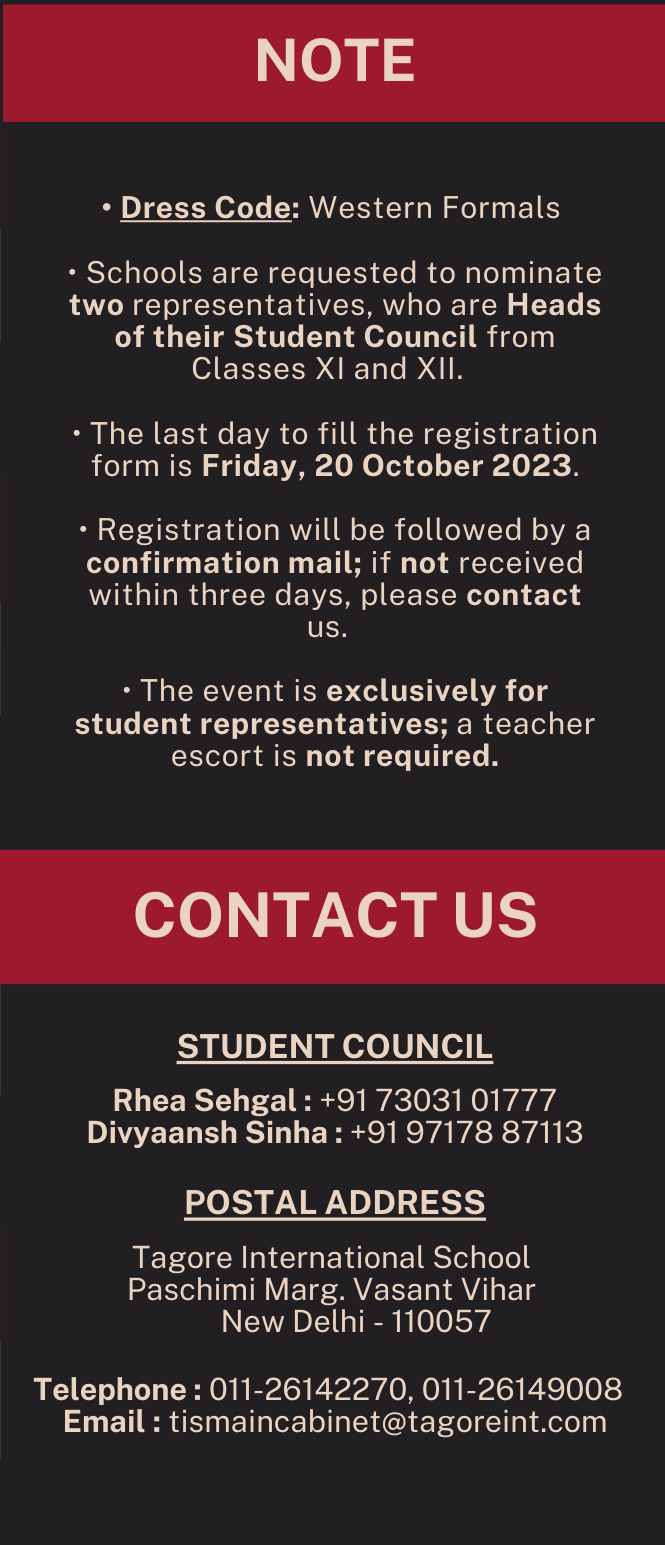 NOTE
• Dress Code: Western Formals
• Schools are requested to nominate
two representatives, who are Heads
of their Student Council from
Classes XI and XII.
• The last day to fill the registration
form is Friday, 20 October 2023.
• Registration will be followed by a
confirmation mail; if not received
within three days, please contact
us.
• The event is exclusively for
student representatives; a teacher
escort is not required.
CONTACT US
STUDENT COUNCIL
Rhea Sehgal : +91 73031 01777
Divyaansh Sinha : +91 97178 87113
POSTAL ADDRESS
Tagore International School
Paschimi Marg. Vasant Vihar
New Delhi - 110057
Telephone : 011-26142270, 011-26149008
Email : tismaincabinet@tagoreint.com